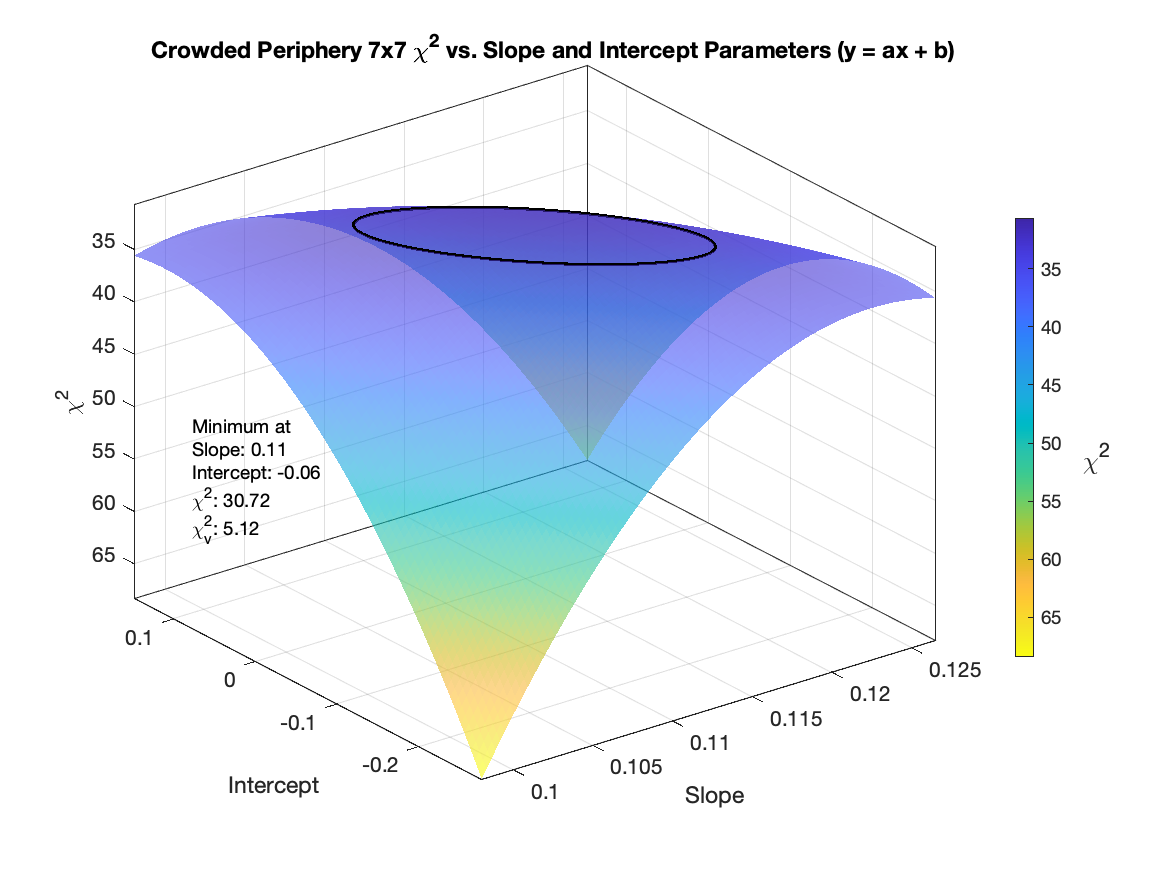 Crowded Periphery 7x7 χ² vs. Slope and Intercept Parameters (y = ax + b)
35
40
45
50
55
60
65
χ²
Minimum at
Slope: 0.11
Intercept: -0.06
χ²: 30.72
χᵥ²: 5.12
0.1
0
-0.1
-0.2
Intercept
0.1
0.105
0.11
0.115
0.12
0.125
Slope
35
40
45
50
55
60
65
χ²